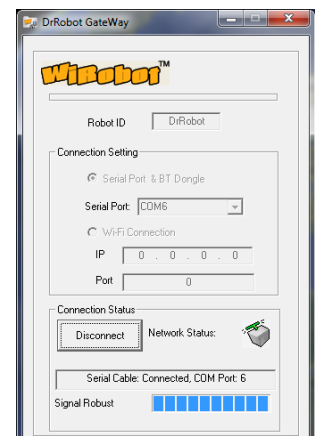 DrRobot GateWay
WiRobot™
Robot ID DrRobot
Connection Setting
Serial Port & BT Dongle
Serial Port: COM6
Wi-Fi Connection
IP 0 . 0 . 0 . 0
Port 0
Connection Status
Disconnect Network Status:
Serial Cable: Connected, COM Port: 6
Signal Robust